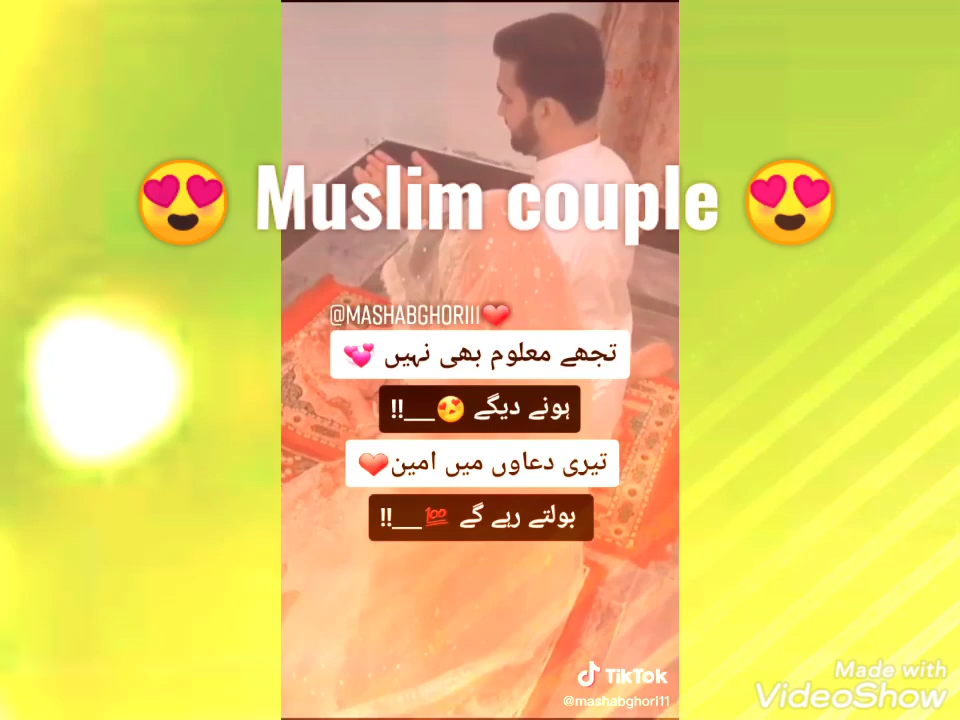 😍 Muslim couple 😍
@MASHABGHORI11❤
تجھے معلوم بھی نہیں 💞
ہونے دیگے 😍__!!
تیری دعاوں میں امین❤
بولتے رہے گے 💯__!!
TikTok
@mashabghori11
Made with
VideoShow